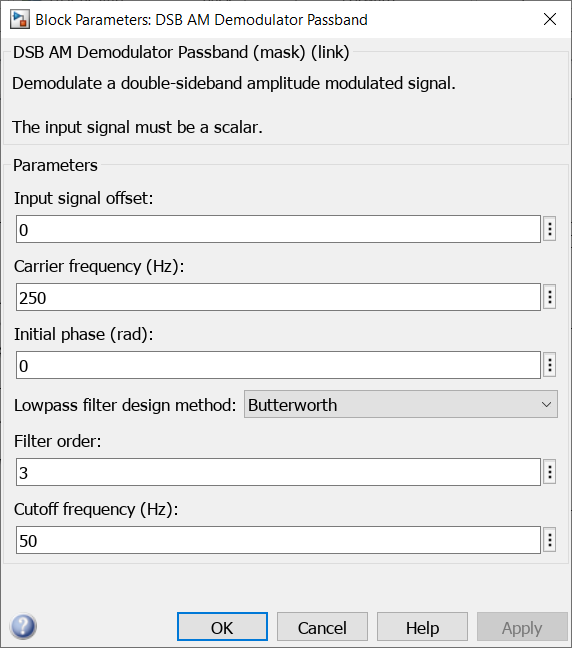 Block Parameters: DSB AM Demodulator Passband
DSB AM Demodulator Passband (mask) (link)
Demodulate a double-sideband amplitude modulated signal.
The input signal must be a scalar.
Parameters
Input signal offset:
0
Carrier frequency (Hz):
250
Initial phase (rad):
0
Lowpass filter design method: Butterworth
Filter order:
3
Cutoff frequency (Hz):
50
? OK Cancel Help Apply